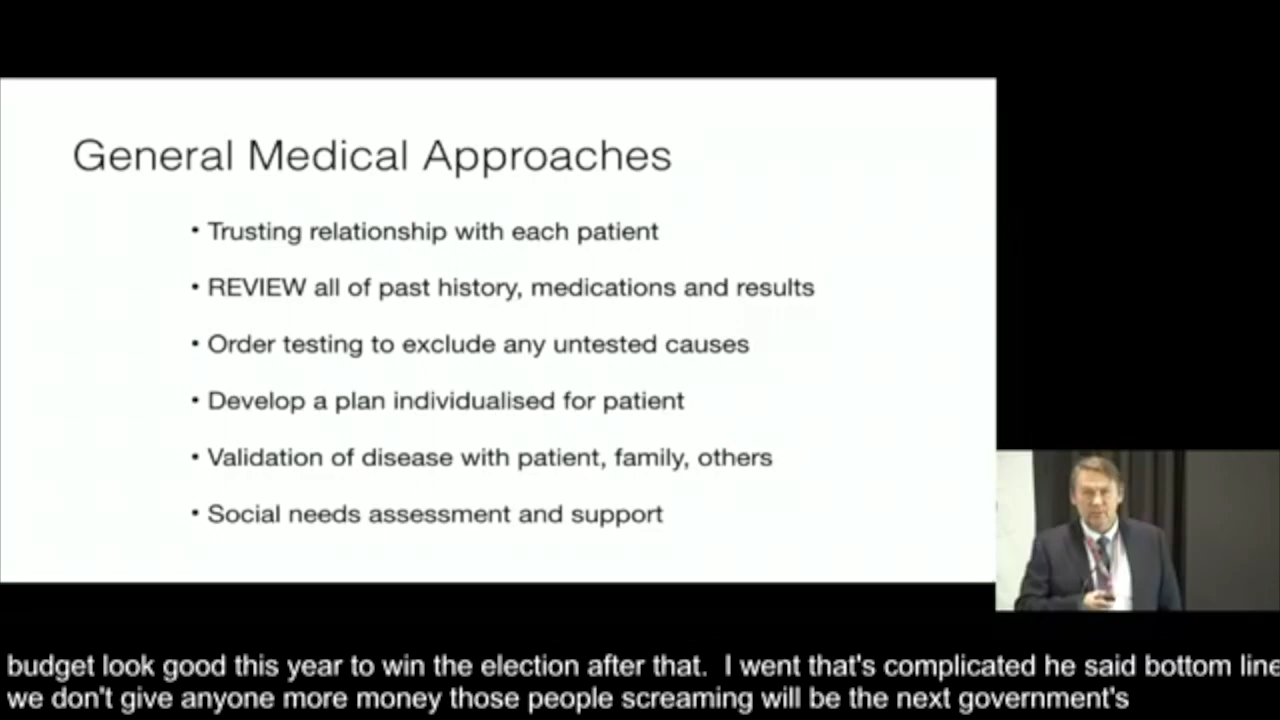 General Medical Approaches
• Trusting relationship with each patient
• REVIEW all of past history, medications and results
• Order testing to exclude any untested causes
• Develop a plan individualised for patient
• Validation of disease with patient, family, others
• Social needs assessment and support
budget look good this year to win the election after that.  I went that's complicated he said bottom line
we don't give anyone more money those people screaming will be the next government's